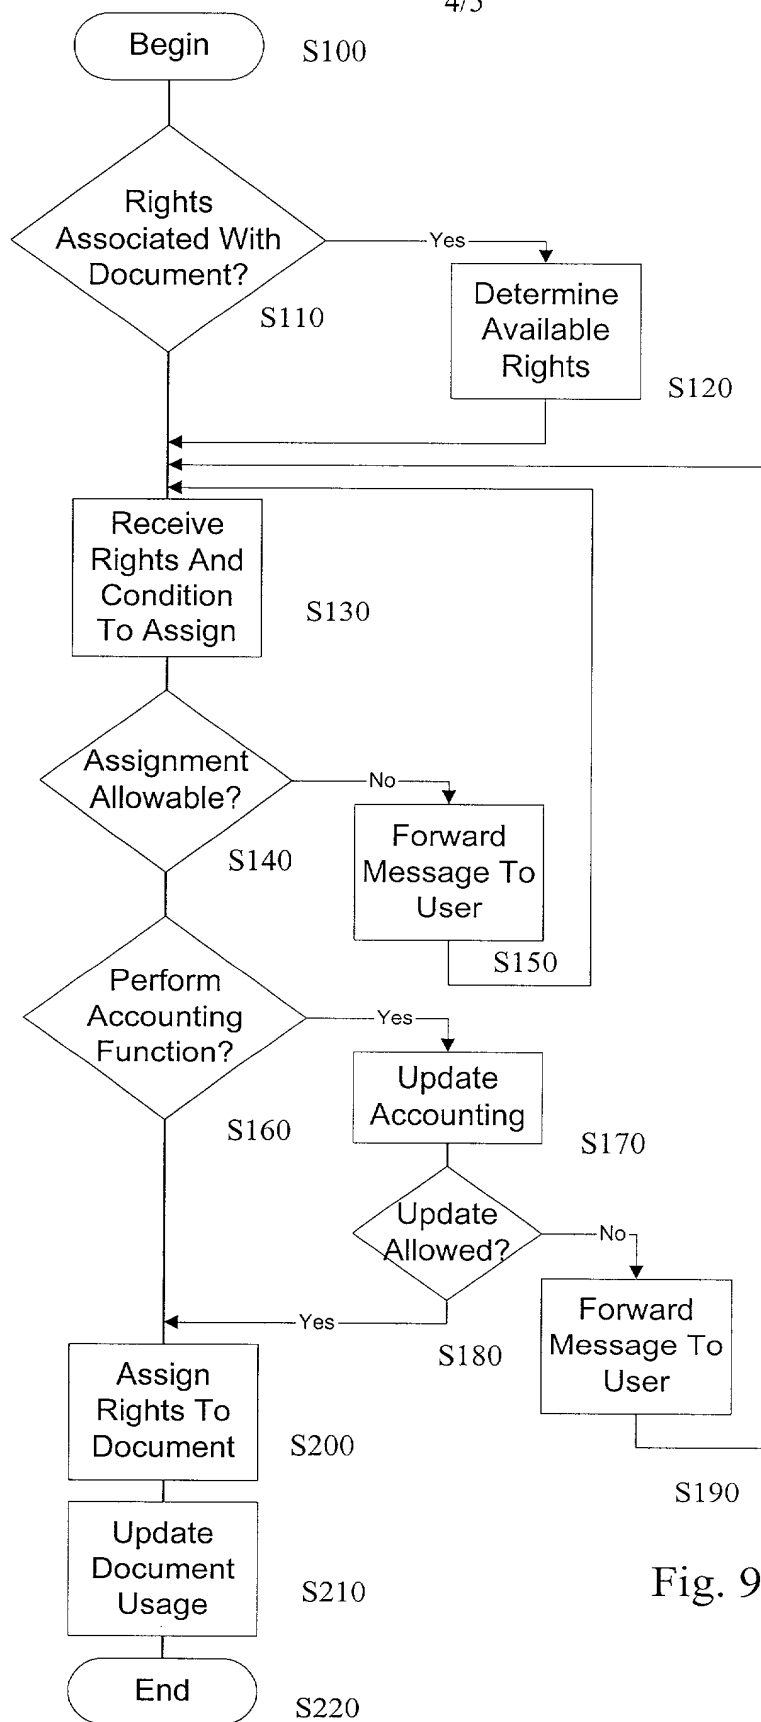 4/5
Begin
S100
Rights
Associated With
Document?
S110
Yes
Determine
Available
Rights
S120
Receive
Rights And
Condition
To Assign
S130
Assignment
Allowable?
S140
No
Forward
Message To
User
S150
Perform
Accounting
Function?
S160
Yes
Update
Accounting
S170
Update
Allowed?
S180
No
Forward
Message To
User
S190
Yes
Assign
Rights To
Document
S200
Update
Document
Usage
S210
Fig. 9
End
S220